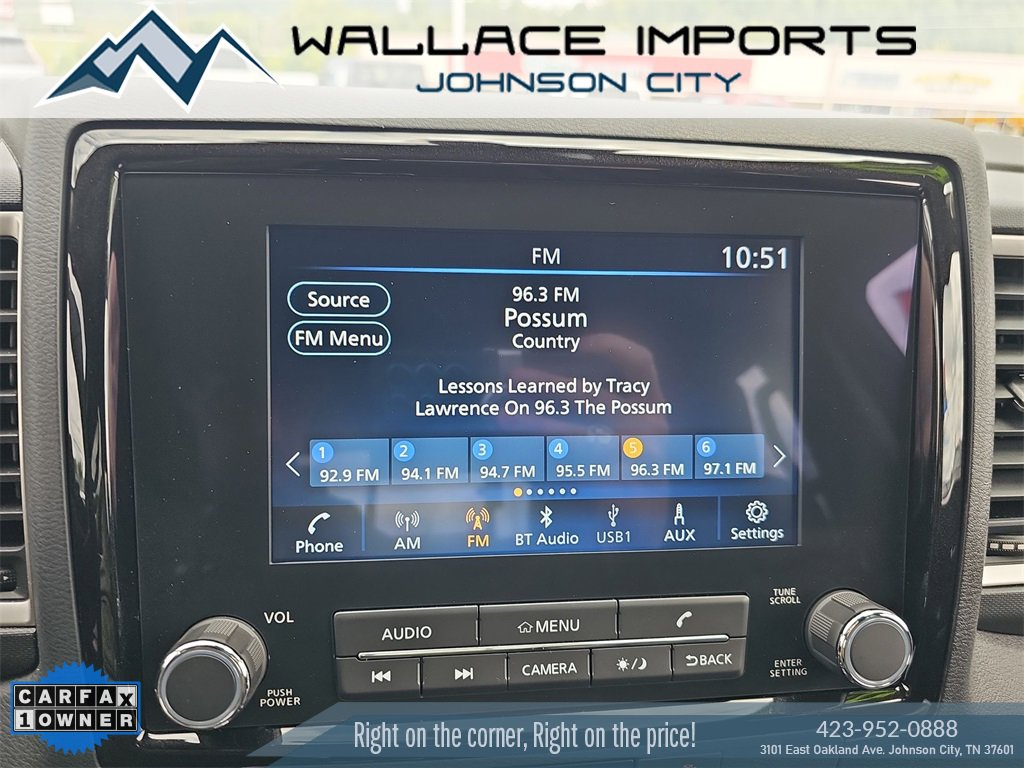 WALLACE IMPORTS
JOHNSON CITY
FM
10:51
Source
96.3 FM
Possum
FM Menu
Country
Lessons Learned by Tracy
Lawrence On 96.3 The Possum
1 2 3 4 5 6
92.9 FM 94.1 FM 94.7 FM 95.5 FM 96.3 FM 97.1 FM
Phone AM FM BT Audio USB1 AUX Settings
VOL
TUNE
SCROLL
AUDIO MENU
CAMERA BACK
ENTER
SETTING
PUSH
POWER
CARFAX
1 OWNER
Right on the corner, Right on the price!
423-952-0888
3101 East Oakland Ave. Johnson City, TN 37601